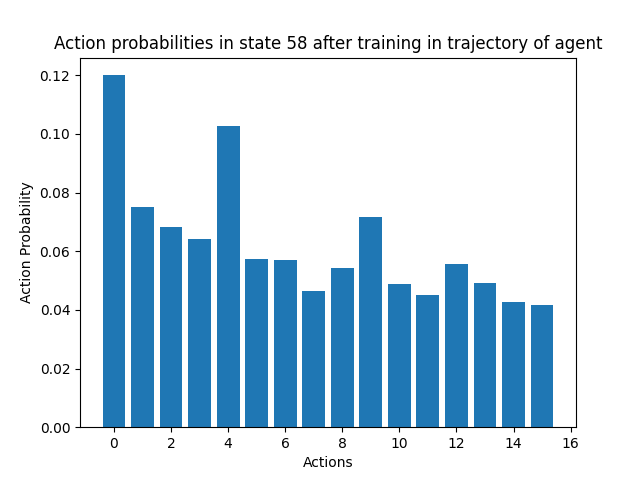 Action probabilities in state 58 after training in trajectory of agent
0.12
0.10
0.08
0.06
0.04
0.02
0.00
Action Probability
0 2 4 6 8 10 12 14 16
Actions